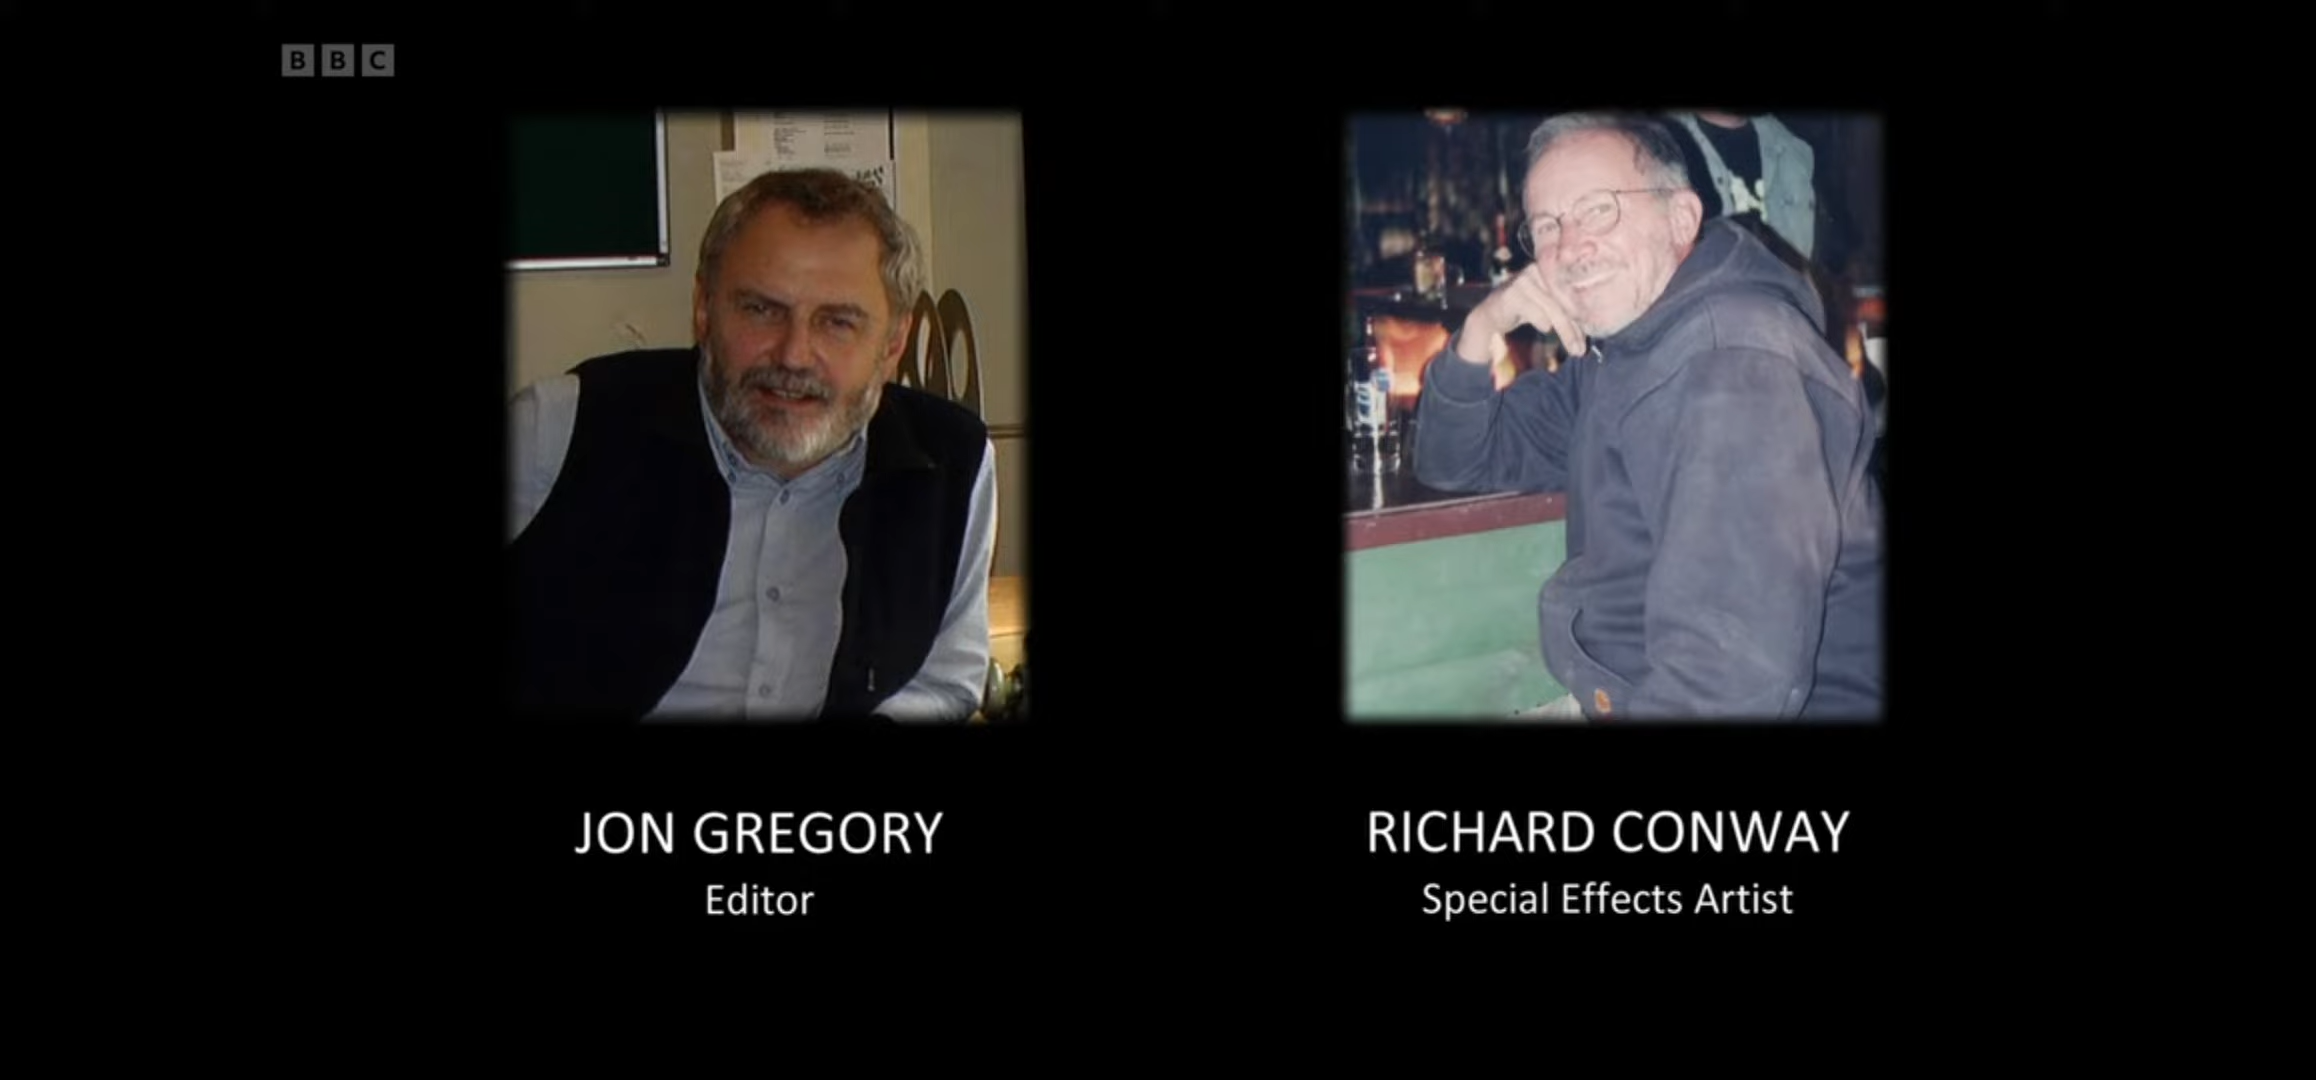 BBC
JON GREGORY
Editor
RICHARD CONWAY
Special Effects Artist